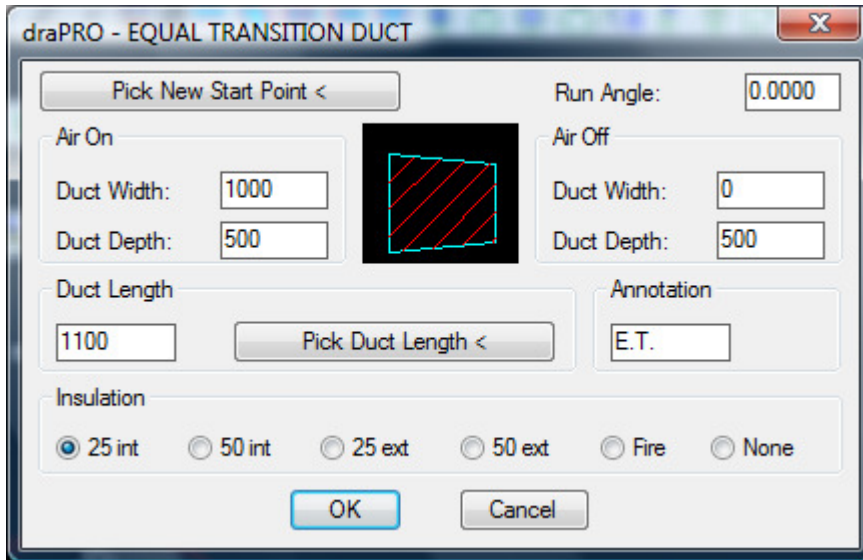 draPRO - EQUAL TRANSITION DUCT
Pick New Start Point <
Run Angle: 0.0000
Air On
Duct Width: 1000
Duct Depth: 500
Air Off
Duct Width: 0
Duct Depth: 500
Duct Length
1100
Pick Duct Length <
Annotation
E.T.
Insulation
25 int 50 int 25 ext 50 ext Fire None
OK Cancel